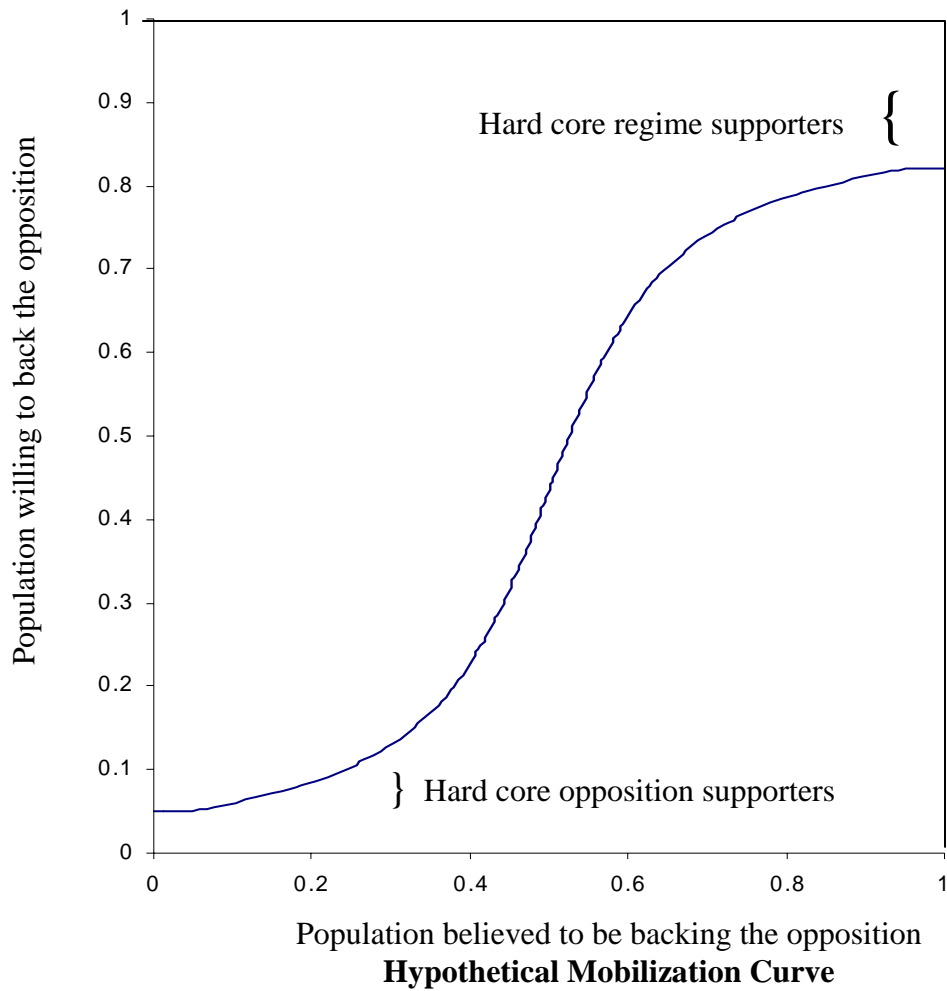 1
0.9
Hard core regime supporters {
0.8
0.7
0.6
0.5
0.4
0.3
0.2
0.1
} Hard core opposition supporters
0
Population willing to back the opposition
0 0.2 0.4 0.6 0.8 1
Population believed to be backing the opposition
Hypothetical Mobilization Curve